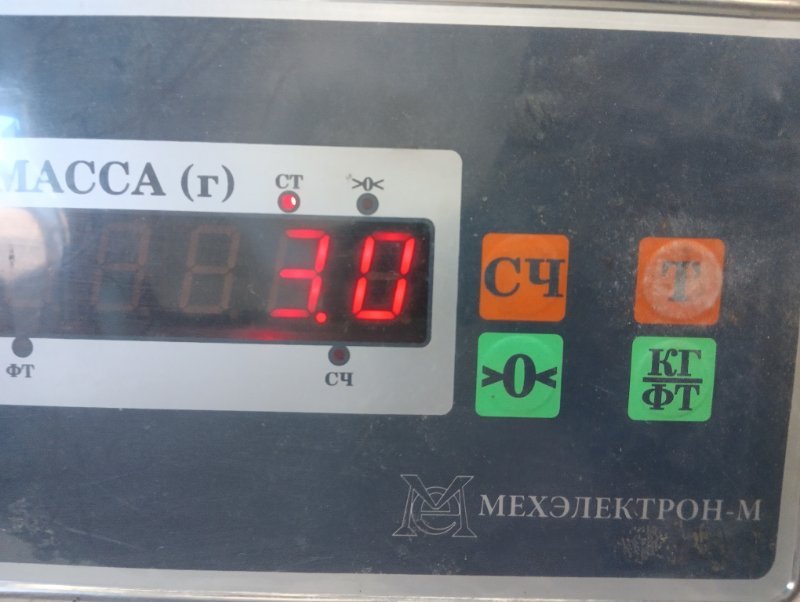 МАССА (г)
СТ >0<
3.0
ФТ СЧ
СЧ Т
>0< КГ
ФТ
МЕХЭЛЕКТРОН-М